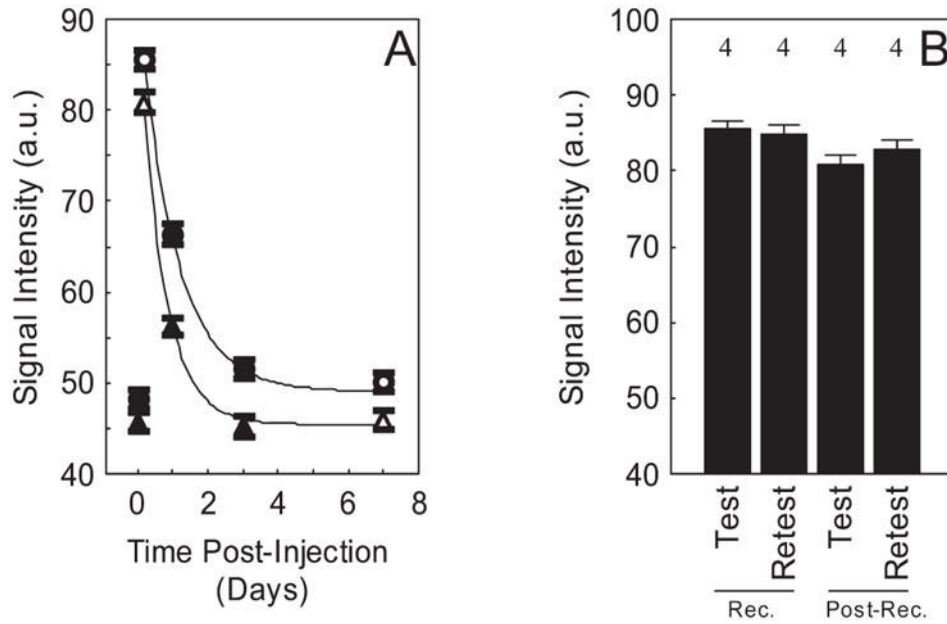 A
Signal Intensity (a.u.)
90
80
70
60
50
40
0 2 4 6 8
Time Post-Injection
(Days)
B
Signal Intensity (a.u.)
100
90
80
70
60
50
40
4 4 4 4
Test
Retest
Test
Retest
Rec.
Post-Rec.